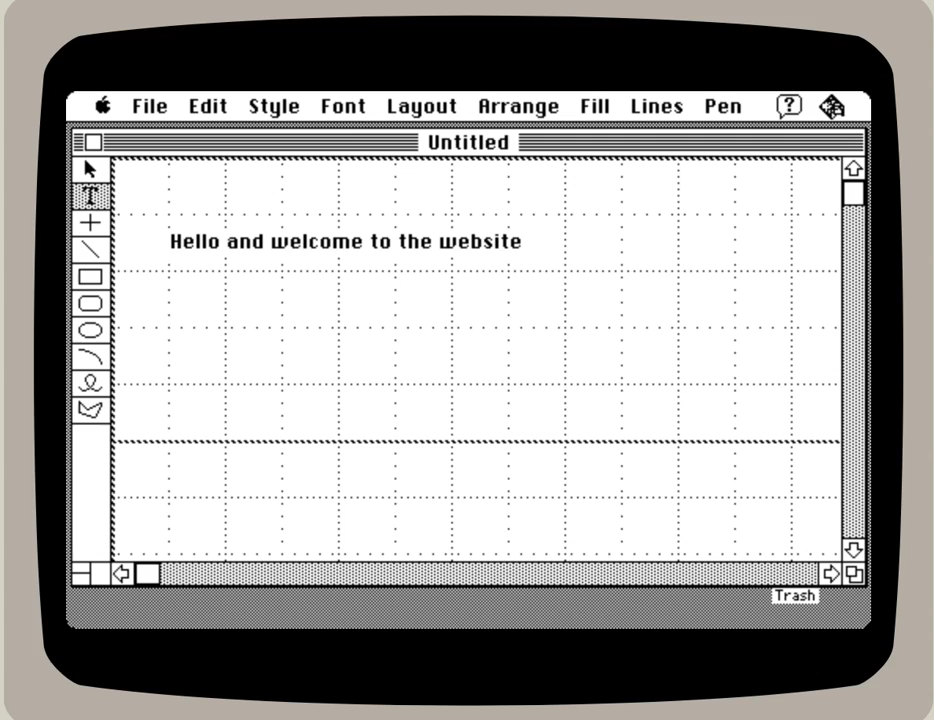 File Edit Style Font Layout Arrange Fill Lines Pen ?
Untitled
T
Hello and welcome to the website
Trash